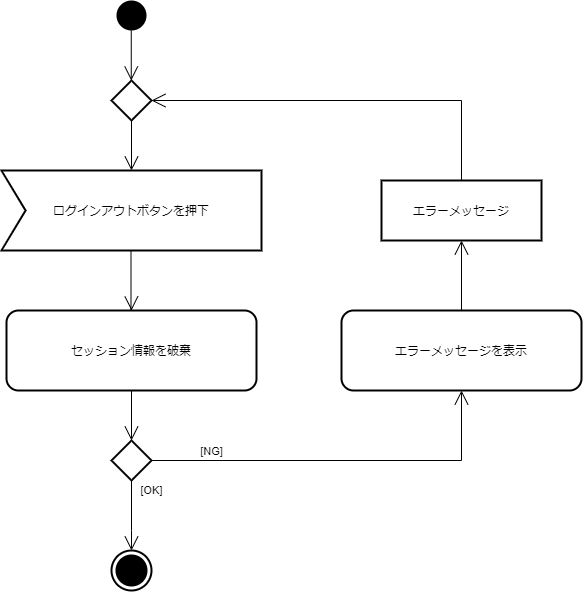 ログインアウトボタンを押下
エラーメッセージ
セッション情報を破棄
エラーメッセージを表示
[NG]
[OK]